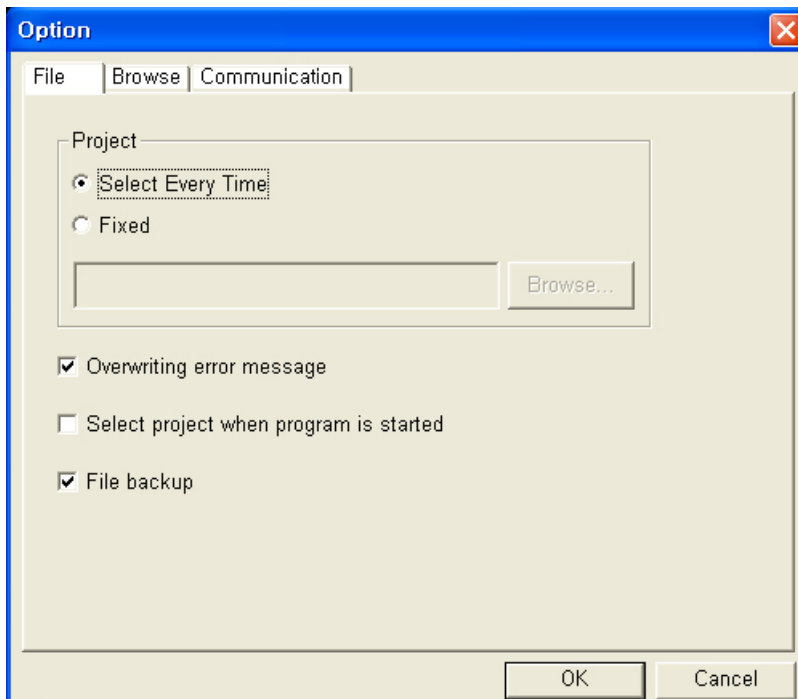 Option
File Browse Communication
Project
Select Every Time
Fixed
Browse...
Overwriting error message
Select project when program is started
File backup
OK Cancel